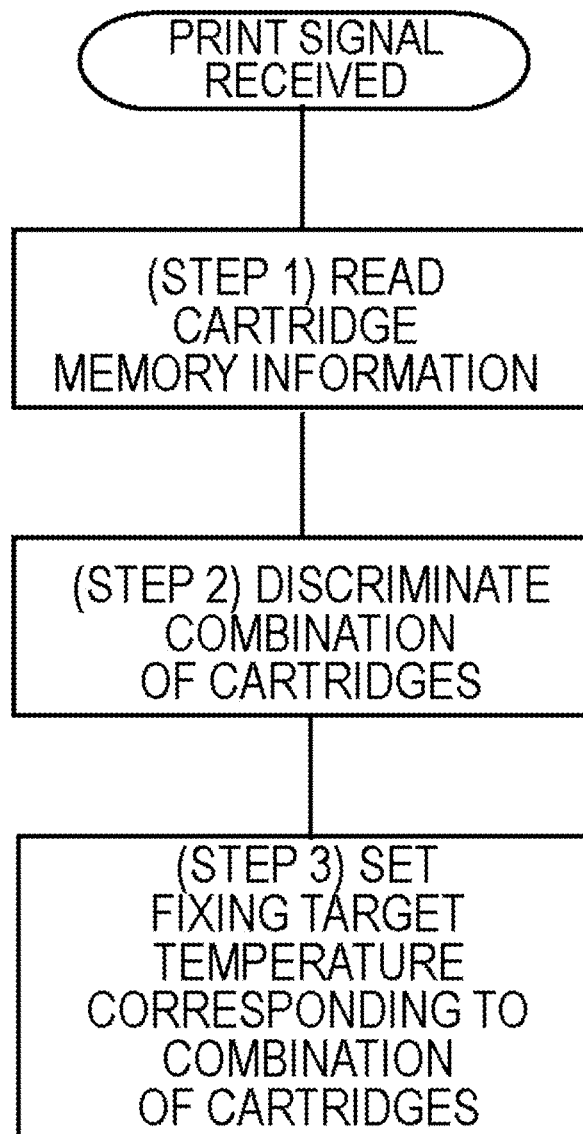 PRINT SIGNAL
RECEIVED
(STEP 1) READ
CARTRIDGE
MEMORY INFORMATION
(STEP 2) DISCRIMINATE
COMBINATION
OF CARTRIDGES
(STEP 3) SET
FIXING TARGET
TEMPERATURE
CORRESPONDING TO
COMBINATION
OF CARTRIDGES